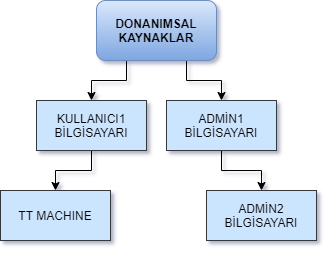 DONANIMSAL
KAYNAKLAR
KULLANICI1
BİLGİSAYARI
ADMİN1
BİLGİSAYARI
TT MACHINE
ADMİN2
BİLGİSAYARI